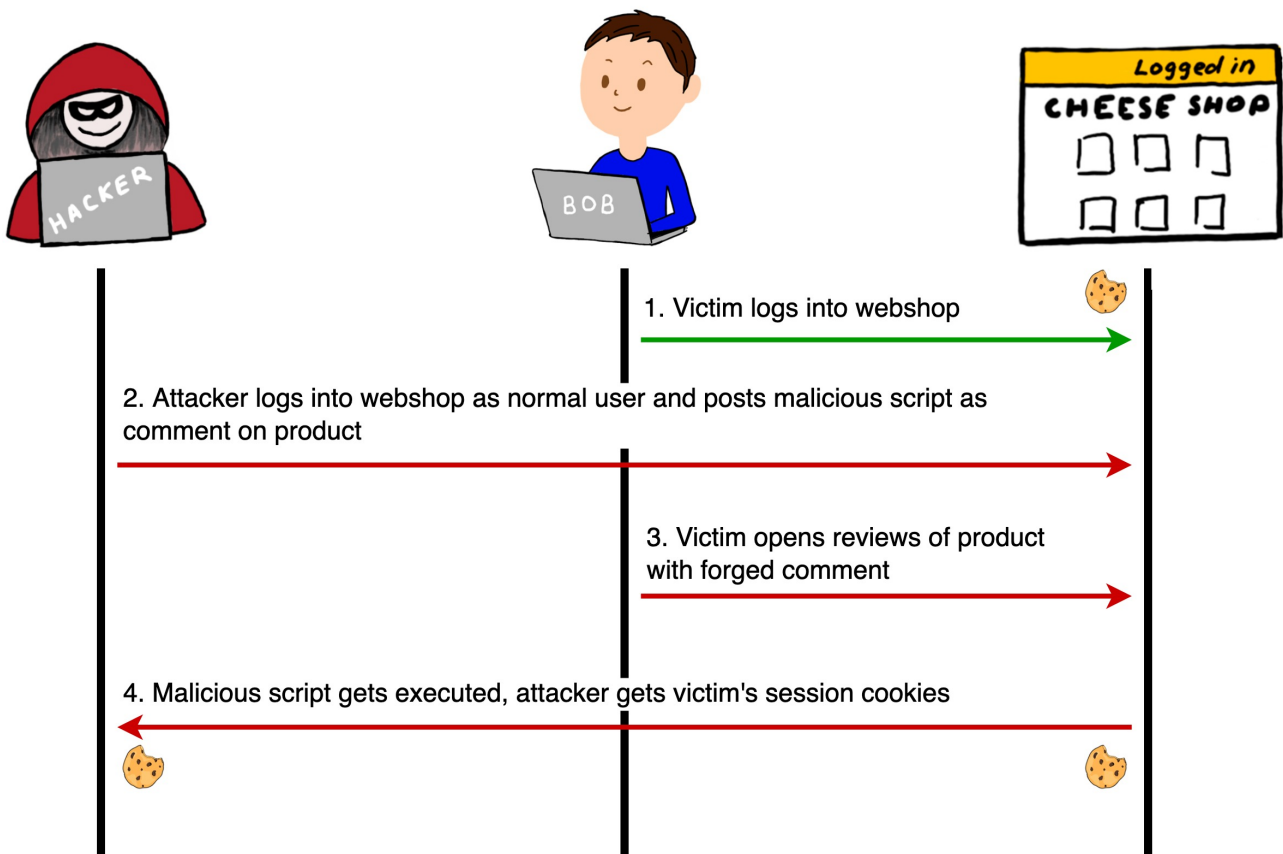 HACKER
BOB
Logged in
CHEESE SHOP
1. Victim logs into webshop
2. Attacker logs into webshop as normal user and posts malicious script as
comment on product
3. Victim opens reviews of product
with forged comment
4. Malicious script gets executed, attacker gets victim's session cookies